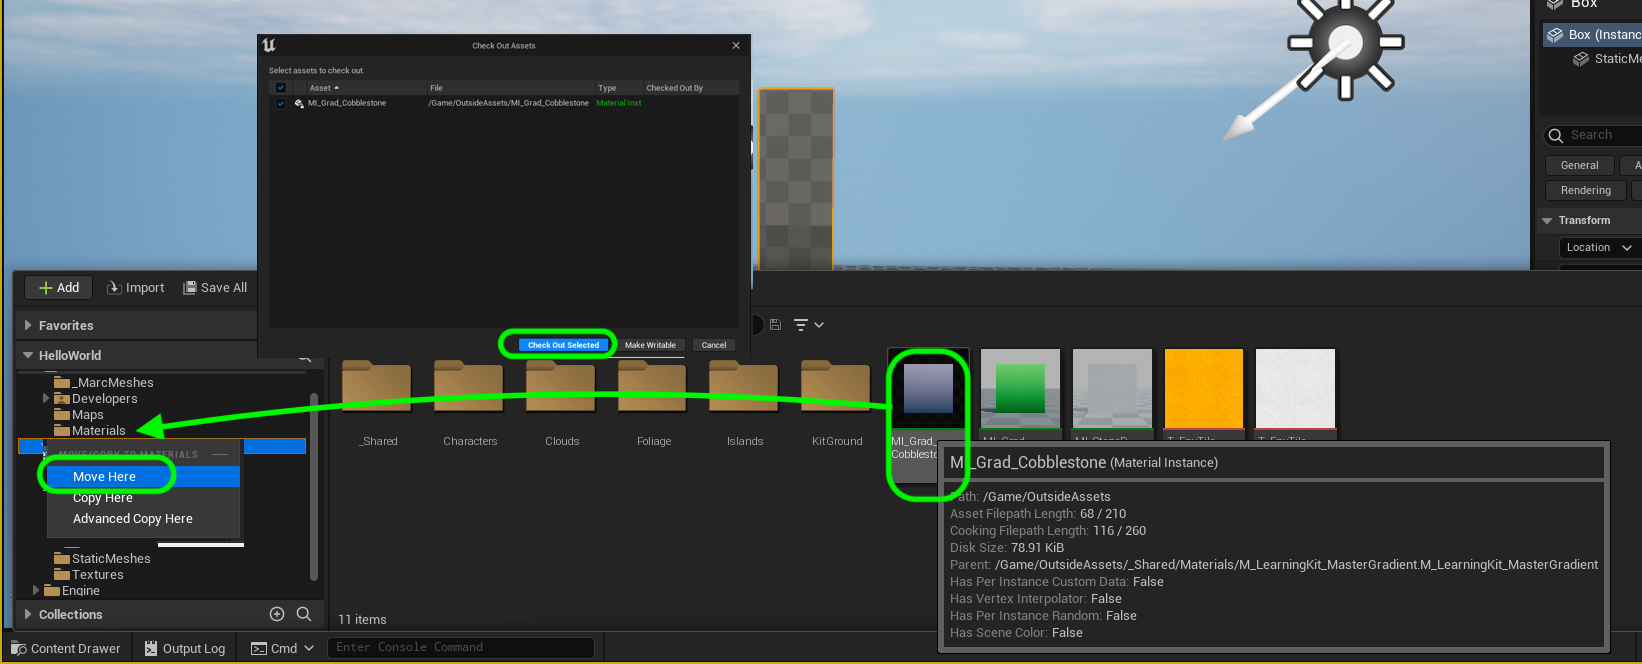 Check Out Assets
Select assets to check out.
Asset File Type Checked Out By
MI_Grad_Cobblestone /Game/OutsideAssets/MI_Grad_Cobblestone Material Inst
Check Out Selected Make Writable Cancel
Box
Box (Instanc
StaticMe
Search
General A
Rendering
Transform
Location
Add Import Save All
Favorites
HelloWorld
_MarcMeshes
Developers
Maps
Materials
MOVE/COPY TO MATERIALS
Move Here
Copy Here
Advanced Copy Here
StaticMeshes
Textures
Engine
Collections
_Shared Characters Clouds Foliage Islands KitGround
MI_Grad_
Cobblesto
11 items
MI_Grad_Cobblestone (Material Instance)
Path: /Game/OutsideAssets
Asset Filepath Length: 68 / 210
Cooking Filepath Length: 116 / 260
Disk Size: 78.91 KiB
Parent: /Game/OutsideAssets/_Shared/Materials/M_LearningKit_MasterGradient.M_LearningKit_MasterGradient
Has Per Instance Custom Data: False
Has Vertex Interpolator: False
Has Per Instance Random: False
Has Scene Color: False
Content Drawer Output Log Cmd Enter Console Command